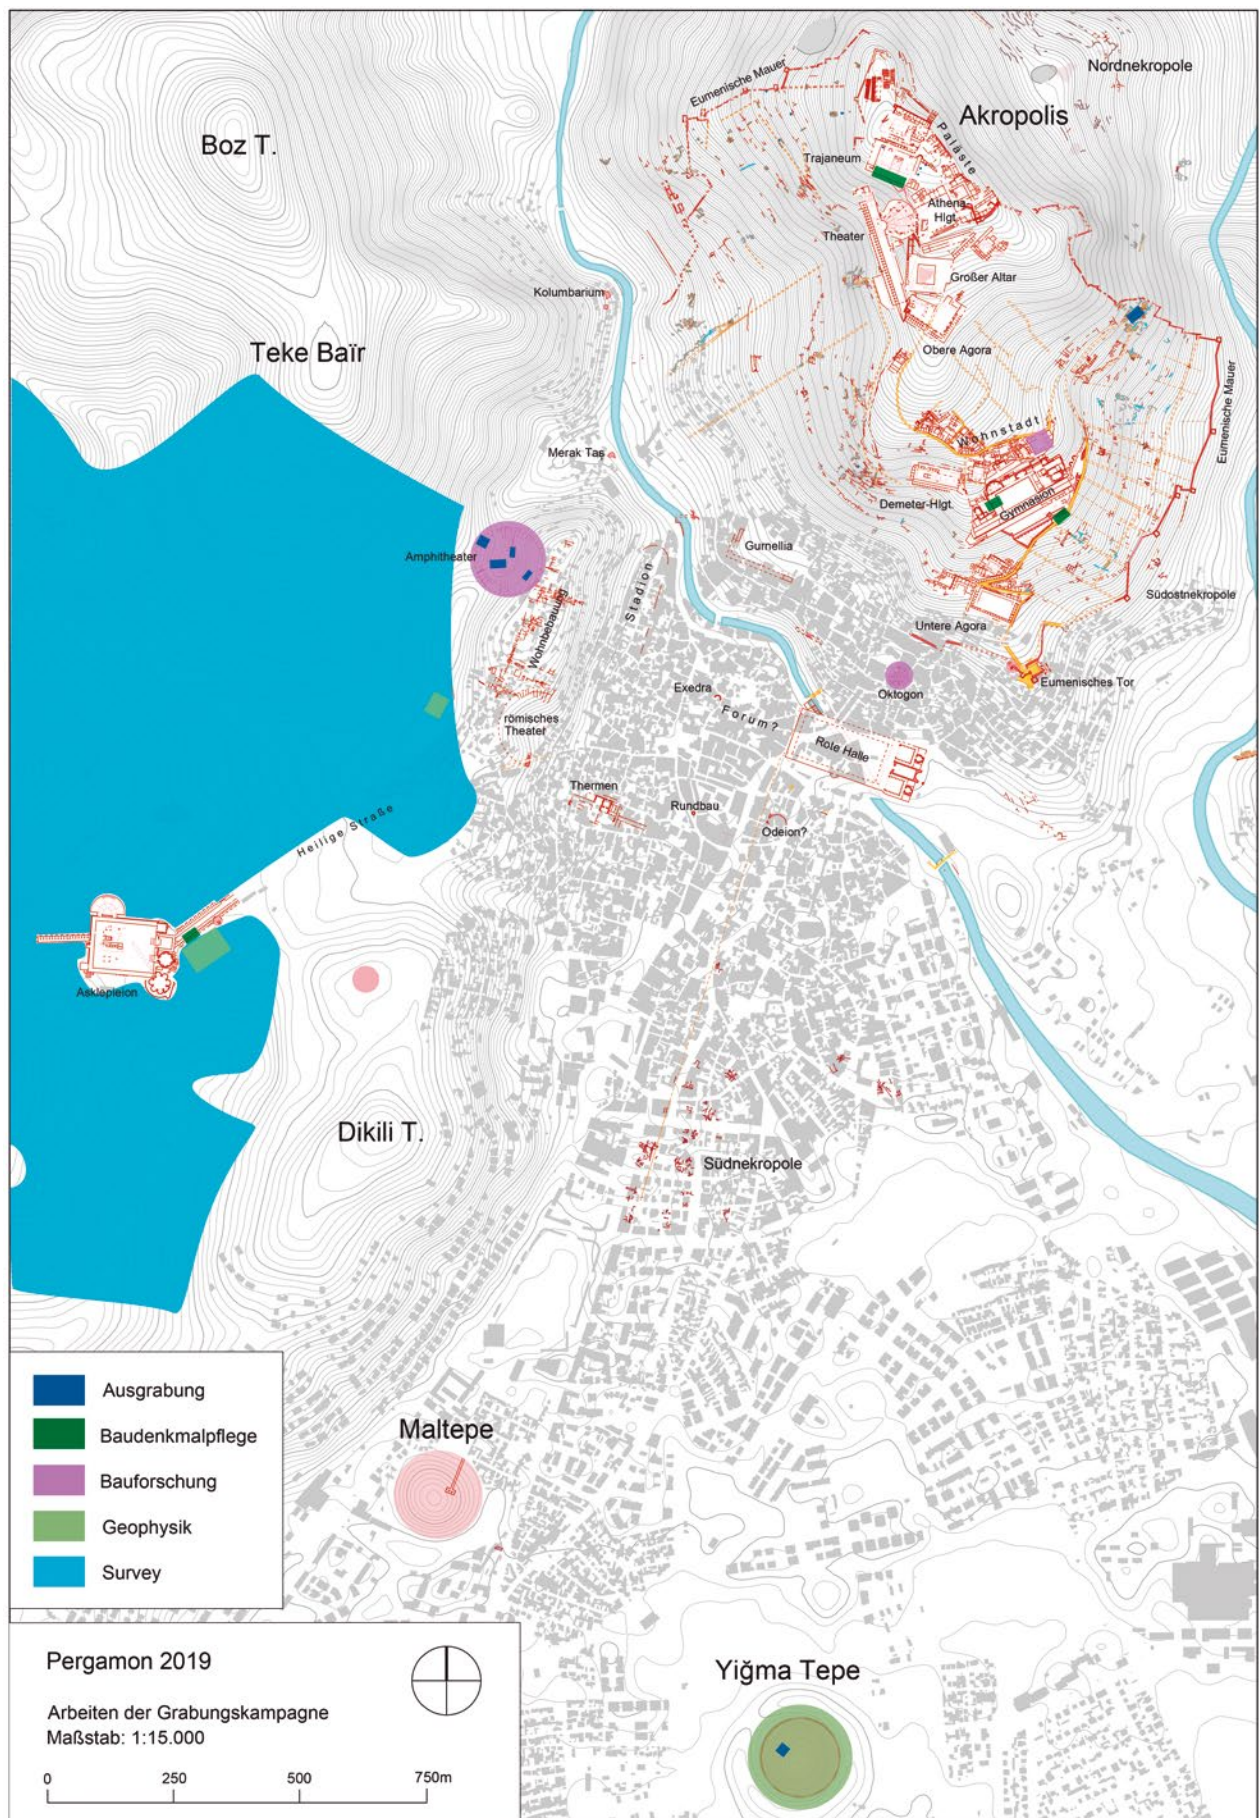 Nordnekropole
Eumenische Mauer
Akropolis
Boz T.
Paläste
Trajaneum
Athena
Hlgt.
Theater
Großer Altar
Kolumbarium
Obere Agora
Teke Baïr
Eumenische Mauer
Wohnstadt
Merak Tas
Demeter-Hlgt.
Gymnasion
Gurnellia
Amphitheater
Stadion
Südostnekropole
Wohnbebauung
Untere Agora
Eumenisches Tor
Oktogon
Exedra
Forum?
römisches
Theater
Rote Halle
Thermen
Rundbau
Odeion?
Heilige Straße
Asklepieion
Dikili T.
Südnekropole
Ausgrabung
Baudenkmalpflege
Bauforschung
Geophysik
Survey
Maltepe
Pergamon 2019
Arbeiten der Grabungskampagne
Maßstab: 1:15.000
0 250 500 750m
Yiğma Tepe